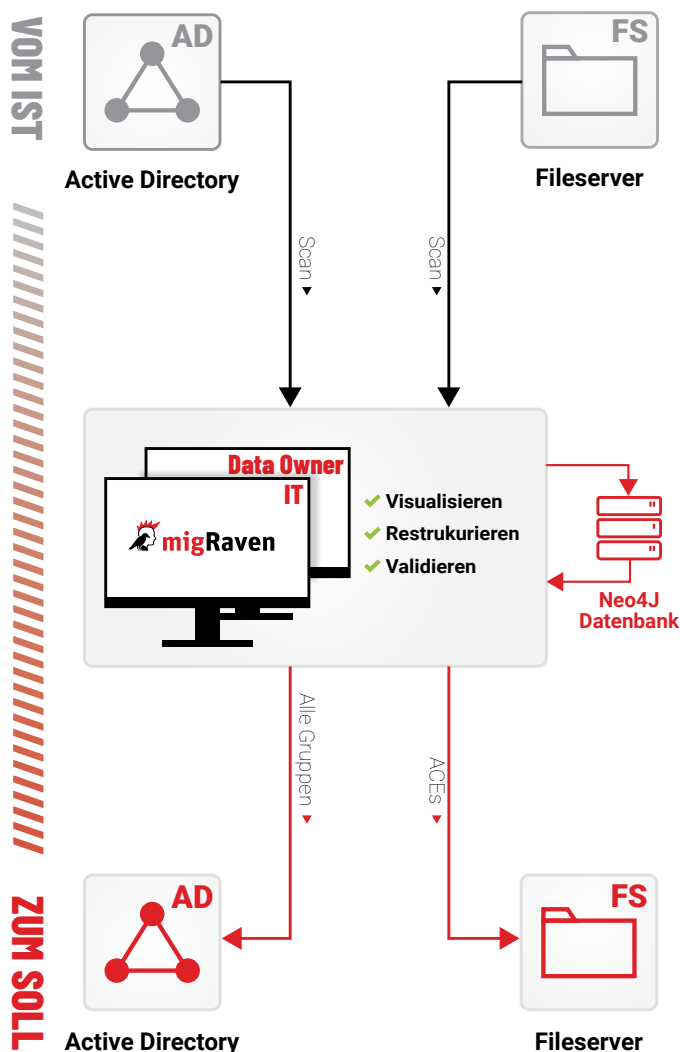 VOM IST
AD
Active Directory
FS
Fileserver
Scan
Scan
Data Owner
IT
migRaven
Visualisieren
Restrukurieren
Validieren
Neo4J
Datenbank
Alle Gruppen
ACEs
ZUM SOLL
AD
Active Directory
FS
Fileserver